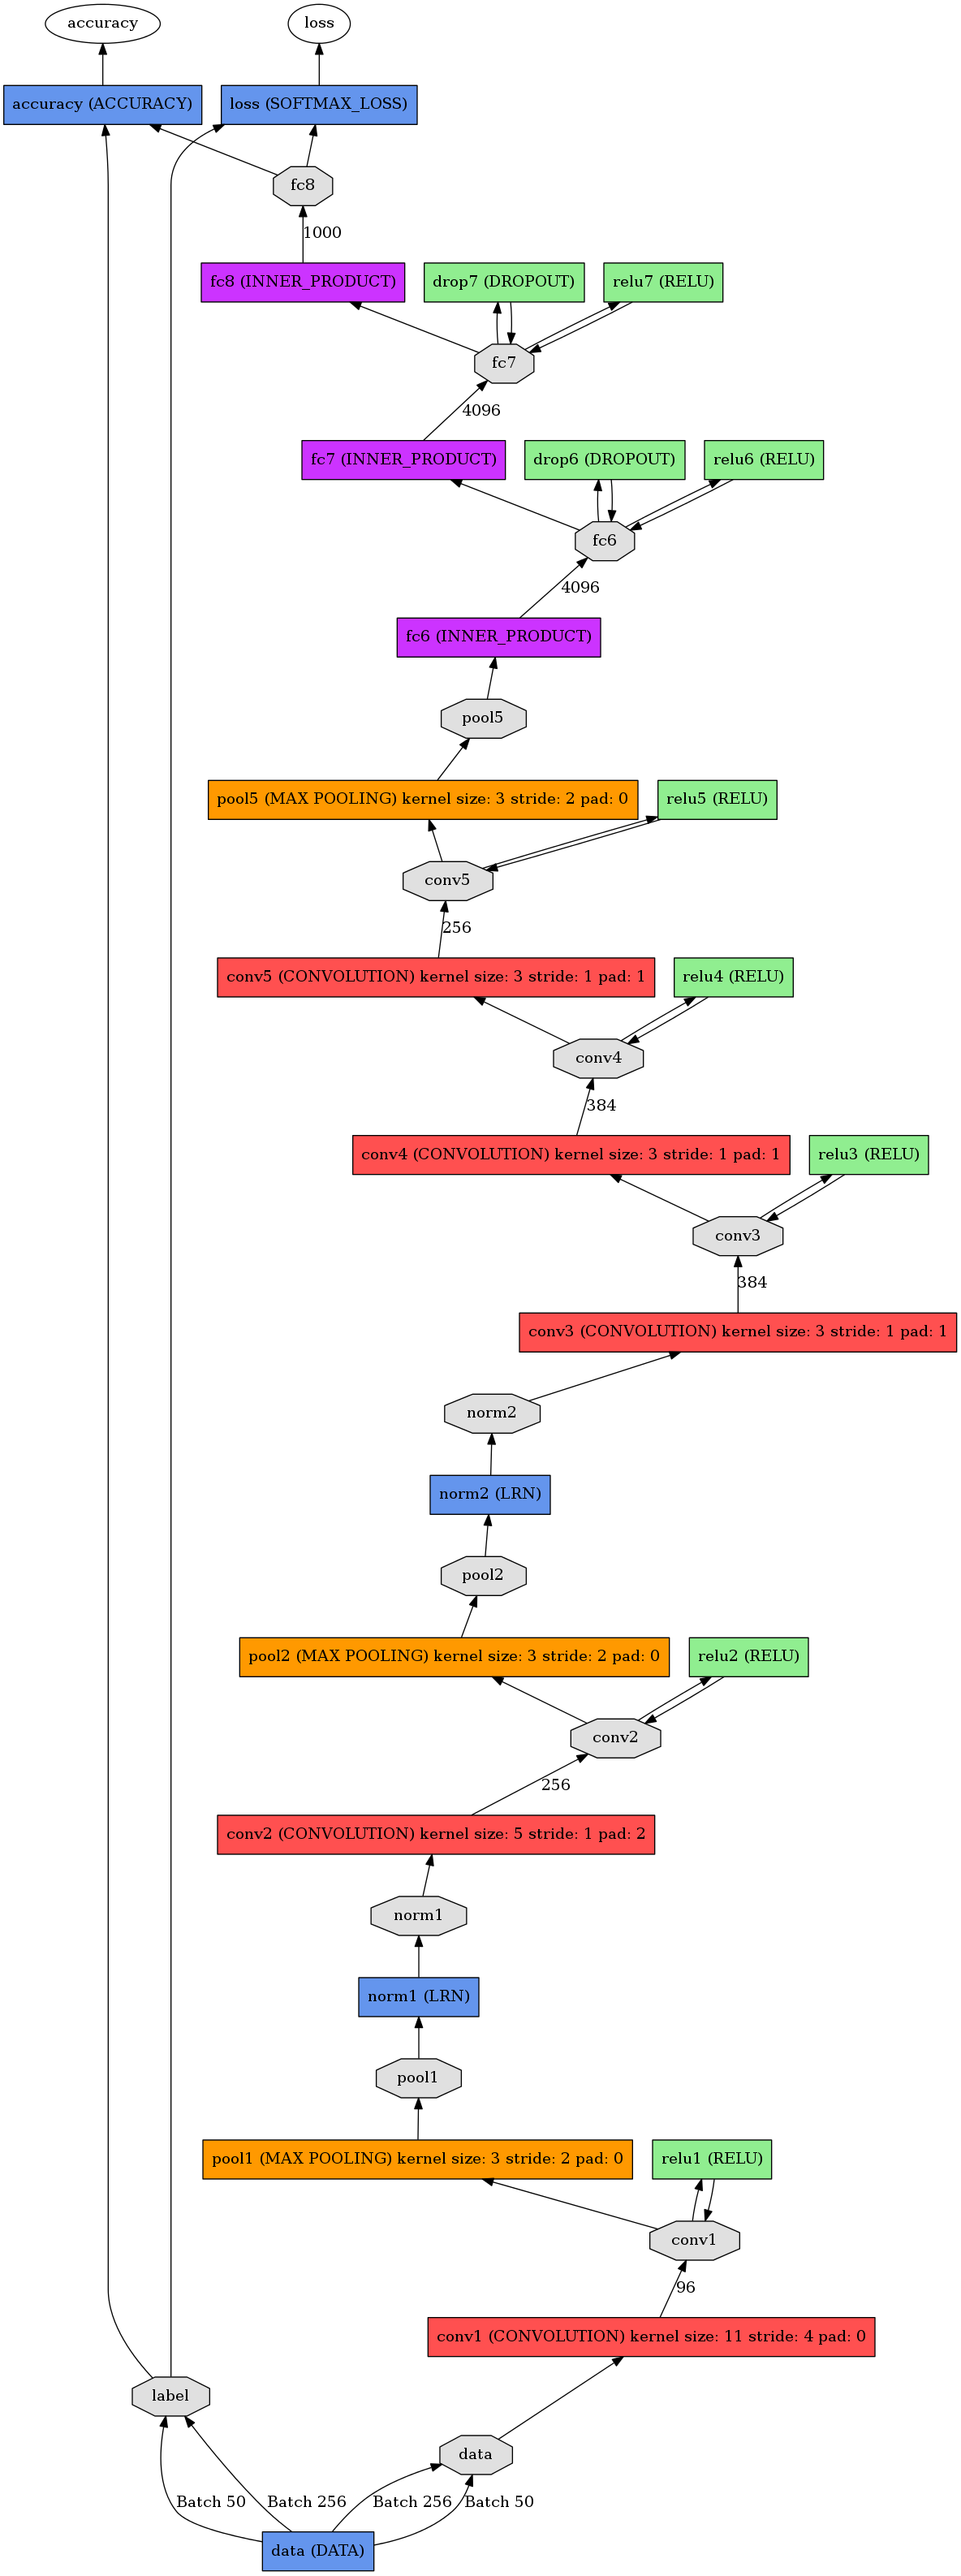 accuracy
loss
accuracy (ACCURACY)
loss (SOFTMAX_LOSS)
fc8
1000
fc8 (INNER_PRODUCT)
drop7 (DROPOUT)
relu7 (RELU)
fc7
4096
fc7 (INNER_PRODUCT)
drop6 (DROPOUT)
relu6 (RELU)
fc6
4096
fc6 (INNER_PRODUCT)
pool5
pool5 (MAX POOLING) kernel size: 3 stride: 2 pad: 0
relu5 (RELU)
conv5
256
conv5 (CONVOLUTION) kernel size: 3 stride: 1 pad: 1
relu4 (RELU)
conv4
384
conv4 (CONVOLUTION) kernel size: 3 stride: 1 pad: 1
relu3 (RELU)
conv3
384
conv3 (CONVOLUTION) kernel size: 3 stride: 1 pad: 1
norm2
norm2 (LRN)
pool2
pool2 (MAX POOLING) kernel size: 3 stride: 2 pad: 0
relu2 (RELU)
conv2
256
conv2 (CONVOLUTION) kernel size: 5 stride: 1 pad: 2
norm1
norm1 (LRN)
pool1
pool1 (MAX POOLING) kernel size: 3 stride: 2 pad: 0
relu1 (RELU)
conv1
96
conv1 (CONVOLUTION) kernel size: 11 stride: 4 pad: 0
label
data
Batch 50
Batch 256
Batch 256
Batch 50
data (DATA)